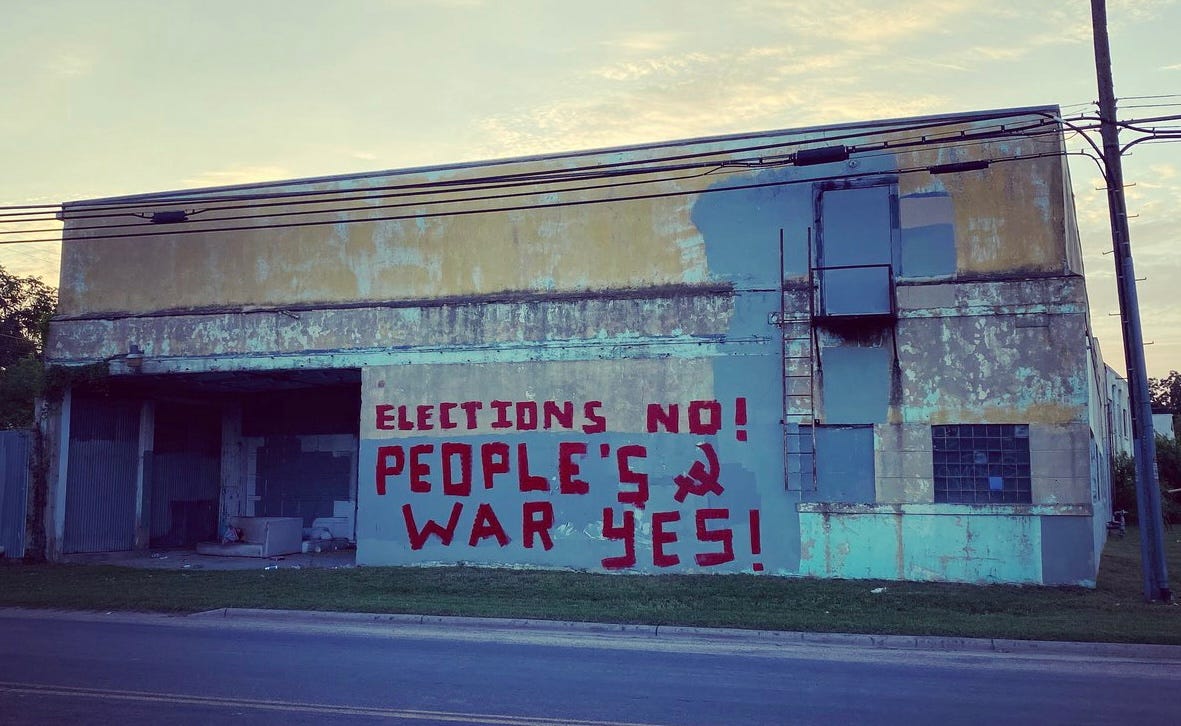 ELECTIONS NO!
PEOPLE'S
WAR YES!